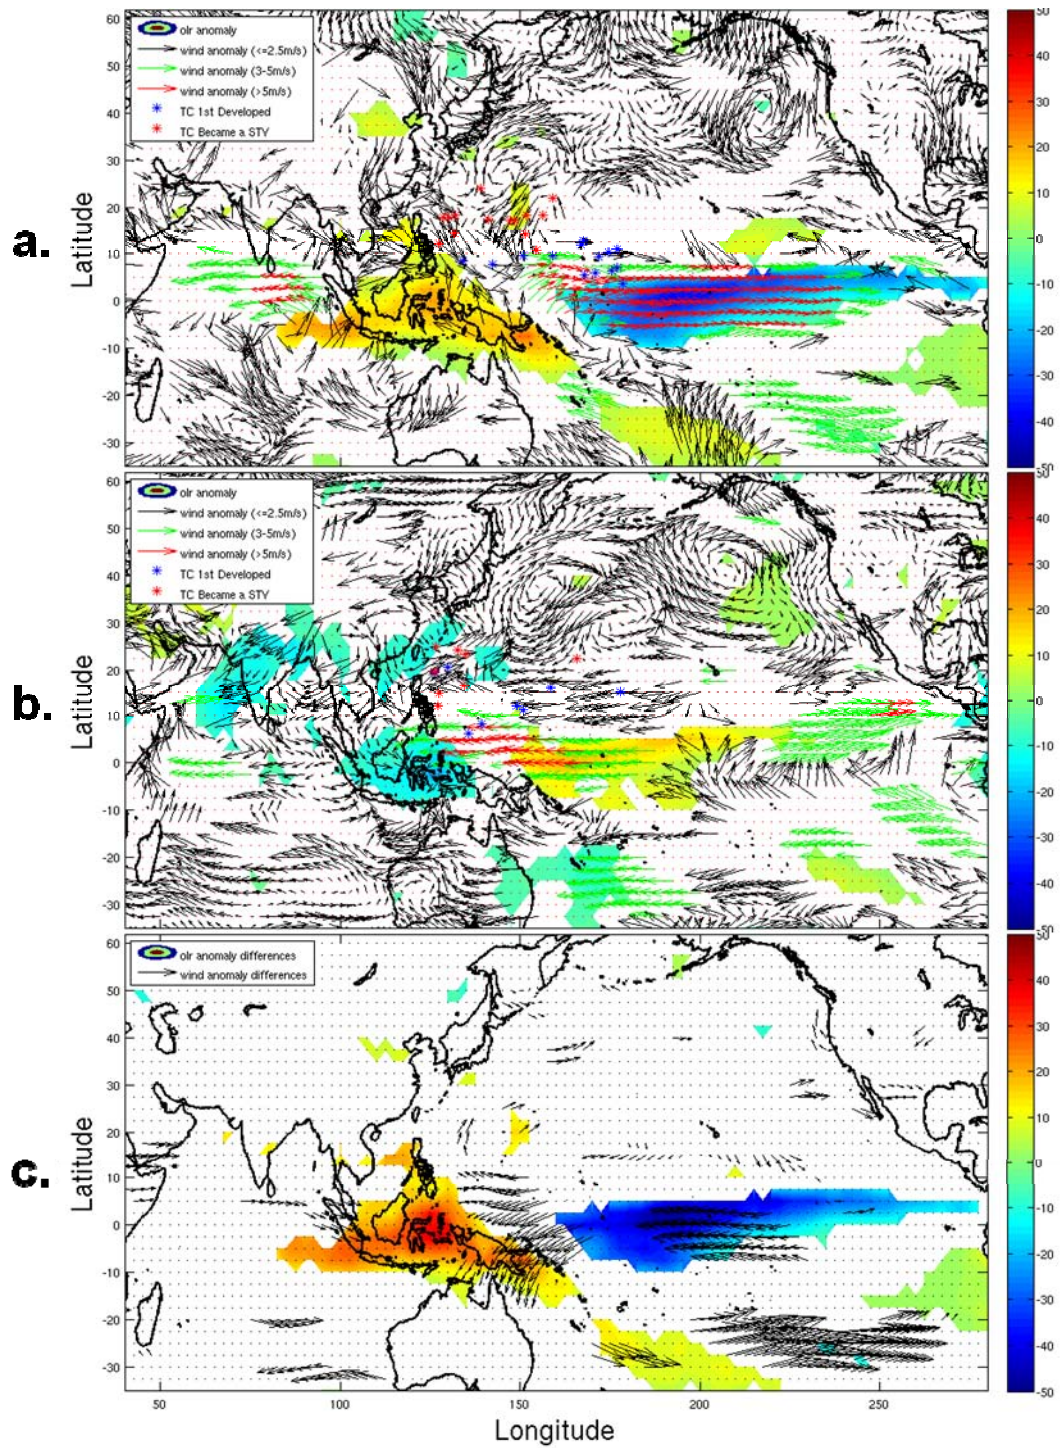 a.
Latitude
60
50
40
30
20
10
0
-10
-20
-30
olr anomaly
wind anomaly (<=2.5m/s)
wind anomaly (3-5m/s)
wind anomaly (>5m/s)
TC 1st Developed
TC Became a STY
50
40
30
20
10
0
-10
-20
-30
-40
-50
b.
Latitude
60
50
40
30
20
10
0
-10
-20
-30
olr anomaly
wind anomaly (<=2.5m/s)
wind anomaly (3-5m/s)
wind anomaly (>5m/s)
TC 1st Developed
TC Became a STY
50
40
30
20
10
0
-10
-20
-30
-40
-50
c.
Latitude
60
50
40
30
20
10
0
-10
-20
-30
olr anomaly differences
wind anomaly differences
50
40
30
20
10
0
-10
-20
-30
-40
-50
50 100 150 200 250
Longitude